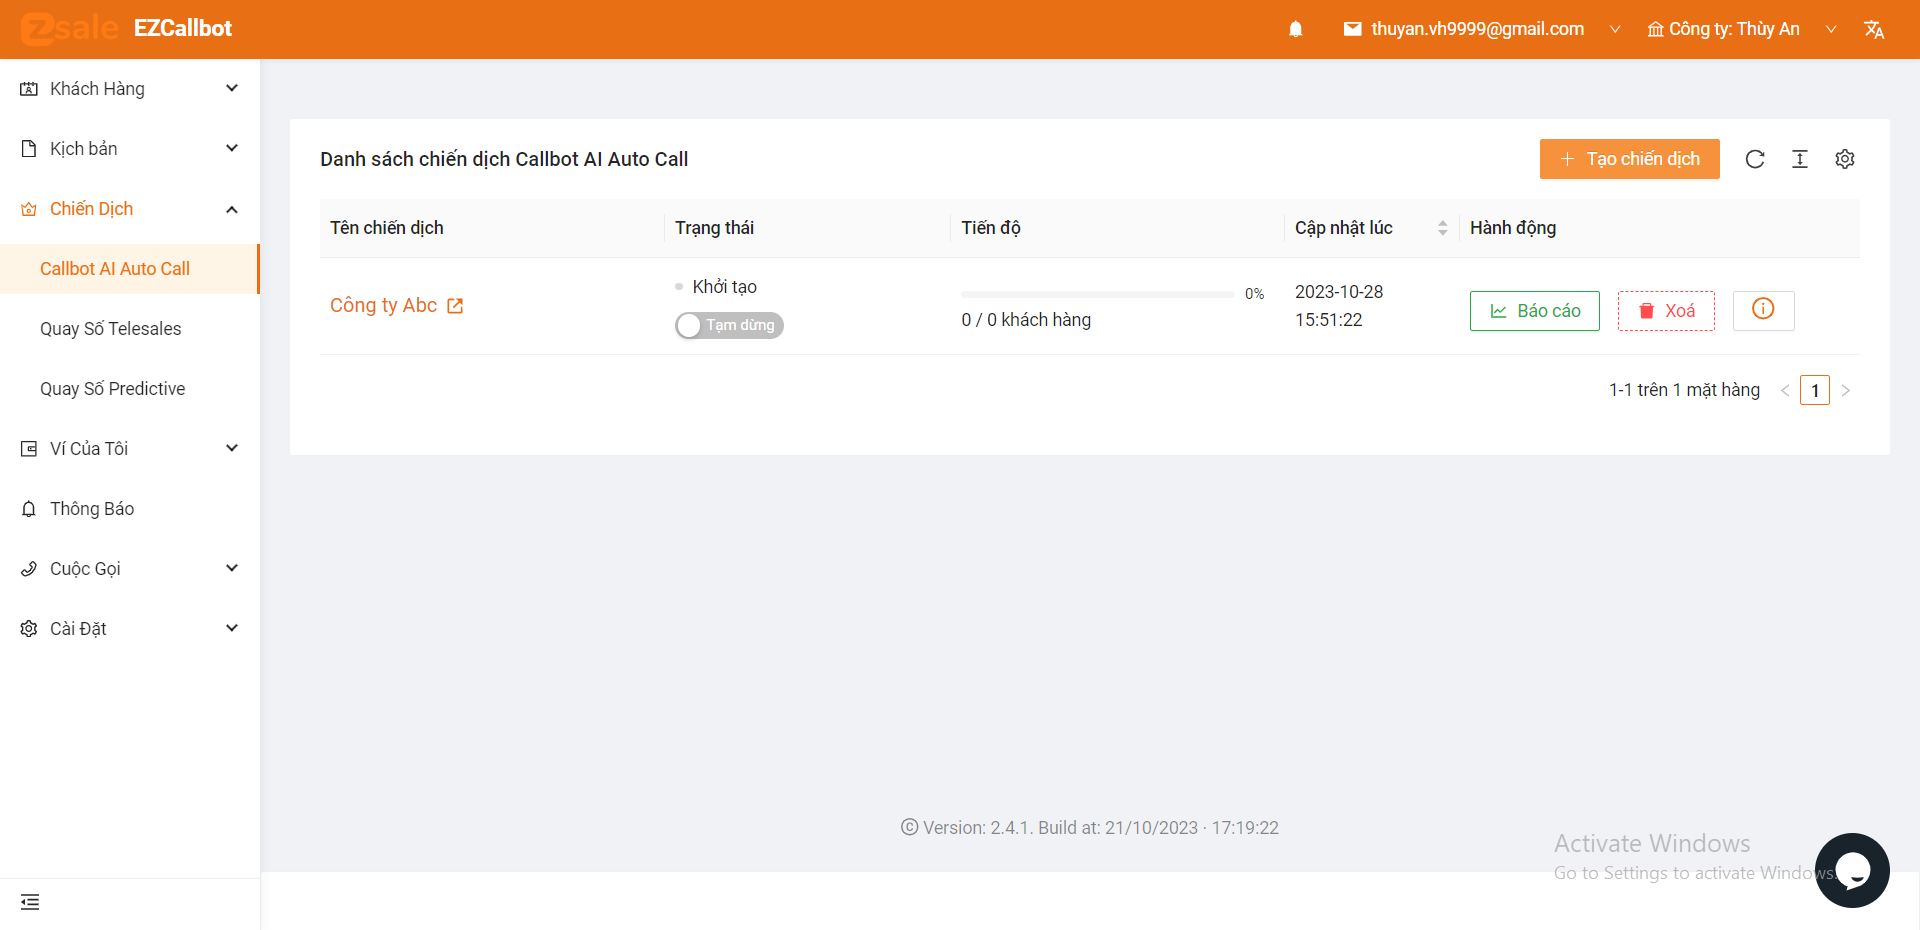 Zsale EZCallbot
thuyan.vh9999@gmail.com
Công ty: Thùy An
Khách Hàng
Kịch bản
Chiến Dịch
Callbot AI Auto Call
Quay Số Telesales
Quay Số Predictive
Ví Của Tôi
Thông Báo
Cuộc Gọi
Cài Đặt
Danh sách chiến dịch Callbot AI Auto Call
Tạo chiến dịch
Tên chiến dịch
Trạng thái
Tiến độ
Cập nhật lúc
Hành động
Công ty Abc
Khởi tạo
Tạm dừng
0%
0 / 0 khách hàng
2023-10-28
15:51:22
Báo cáo
Xoá
1-1 trên 1 mặt hàng
1
© Version: 2.4.1. Build at: 21/10/2023 · 17:19:22
Activate Windows
Go to Settings to activate Windows.